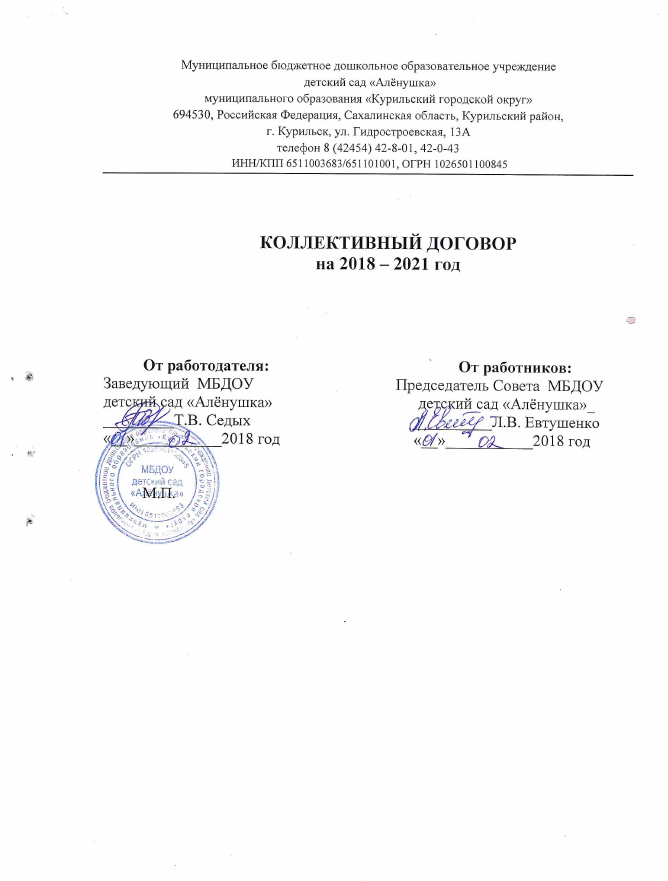 Муниципальное бюджетное дошкольное образовательное учреждение
детский сад «Алёнушка»
муниципального образования «Курильский городской округ»
694530, Российская Федерация, Сахалинская область, Курильский район,
г. Курильск, ул. Гидростроевская, 13А
телефон 8 (42454) 42-8-01, 42-0-43
ИНН/КПП 6511003683/651101001, ОГРН 1026501100845
КОЛЛЕКТИВНЫЙ ДОГОВОР
на 2018 – 2021 год
От работодателя:
Заведующий МБДОУ
детский сад «Алёнушка»
Т.В. Седых
«01» 02 2018 год
МБДОУ
детский сад
«Алёнушка»
М.П.
От работников:
Председатель Совета МБДОУ
детский сад «Алёнушка»_
Л.В. Евтушенко
«01» 02 2018 год